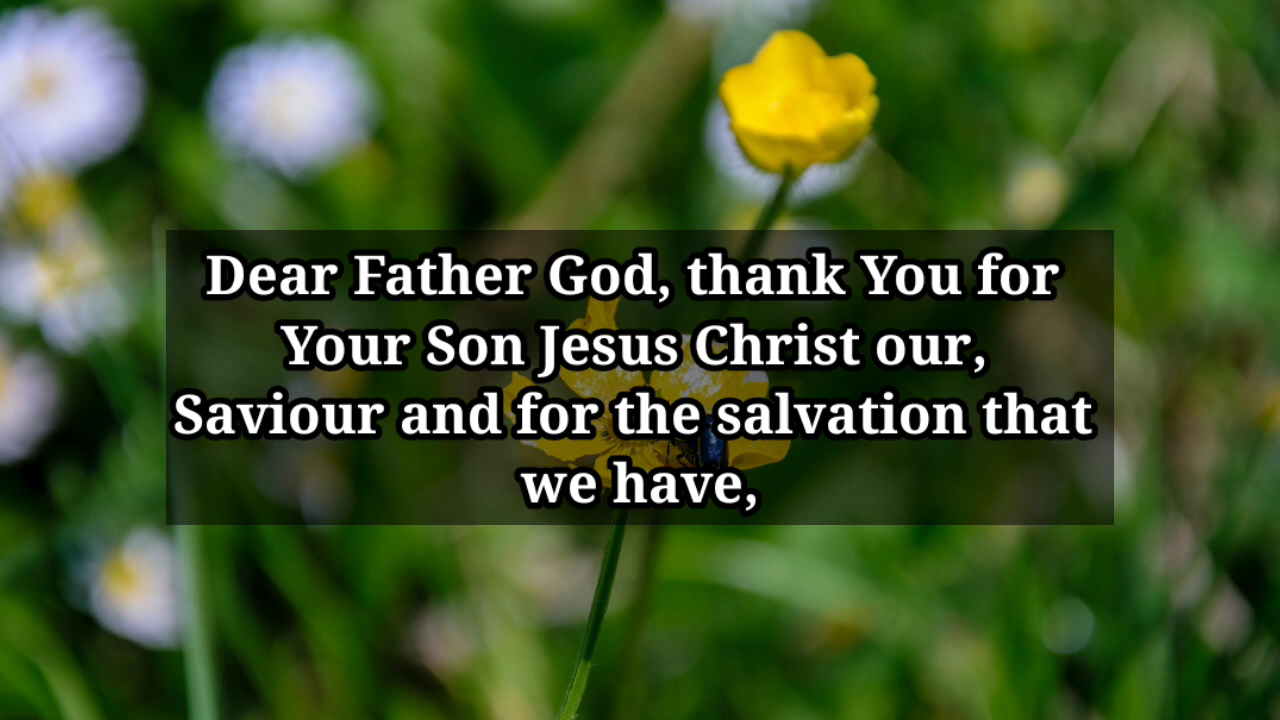 Dear Father God, thank You for
Your Son Jesus Christ our,
Saviour and for the salvation that
we have,